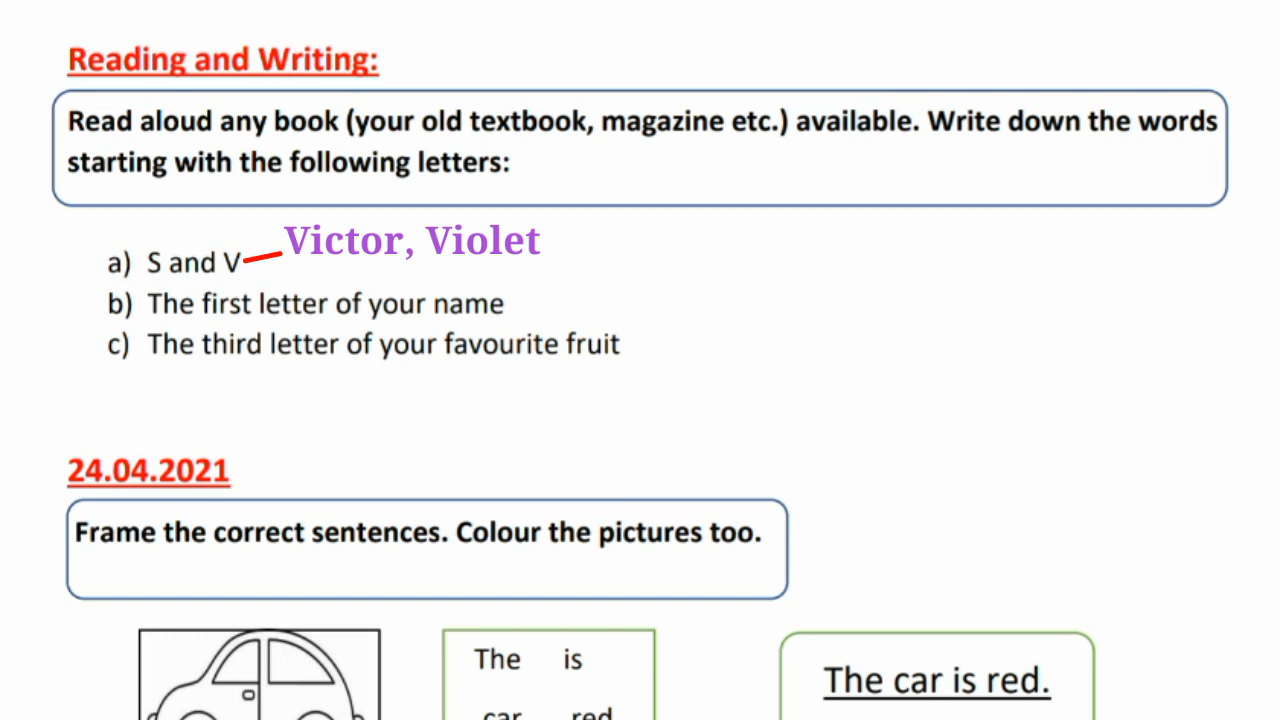 Reading and Writing:
Read aloud any book (your old textbook, magazine etc.) available. Write down the words
starting with the following letters:
Victor, Violet
a) S and V
b) The first letter of your name
c) The third letter of your favourite fruit
24.04.2021
Frame the correct sentences. Colour the pictures too.
The is
car red
The car is red.